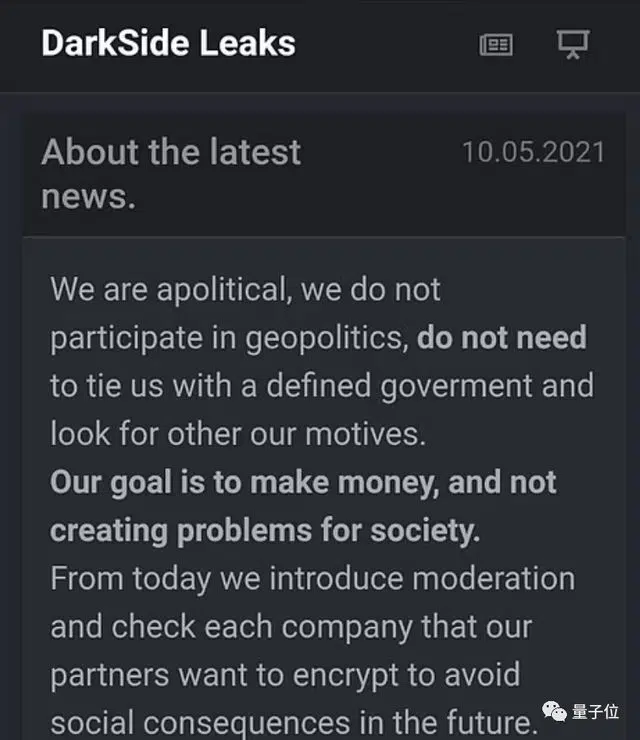 DarkSide Leaks
About the latest
news.
10.05.2021
We are apolitical, we do not
participate in geopolitics, do not need
to tie us with a defined goverment and
look for other our motives.
Our goal is to make money, and not
creating problems for society.
From today we introduce moderation
and check each company that our
partners want to encrypt to avoid
social consequences in the future.
量子位